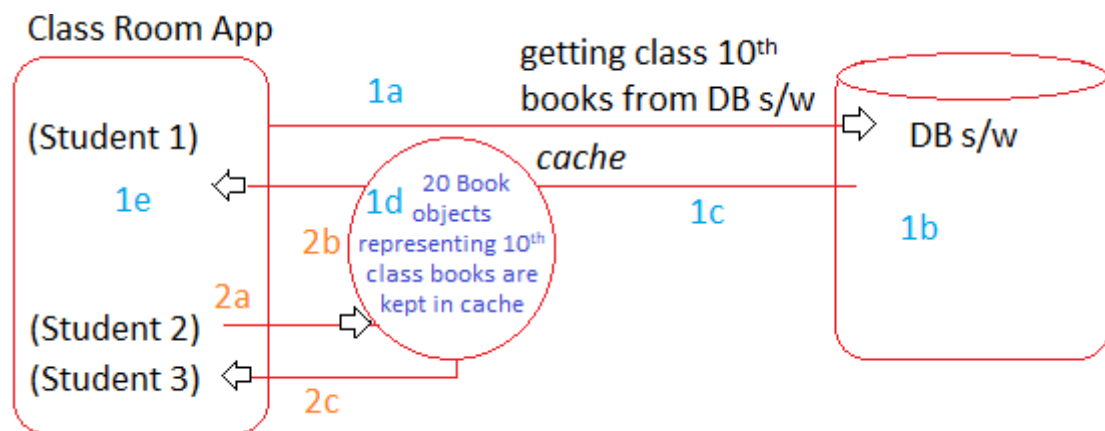 Class Room App
getting class 10th
books from DB s/w
1a
(Student 1)
DB s/w
cache
1e
1d
20 Book
objects
representing 10th
class books are
kept in cache
1c
1b
2b
2a
(Student 2)
(Student 3)
2c